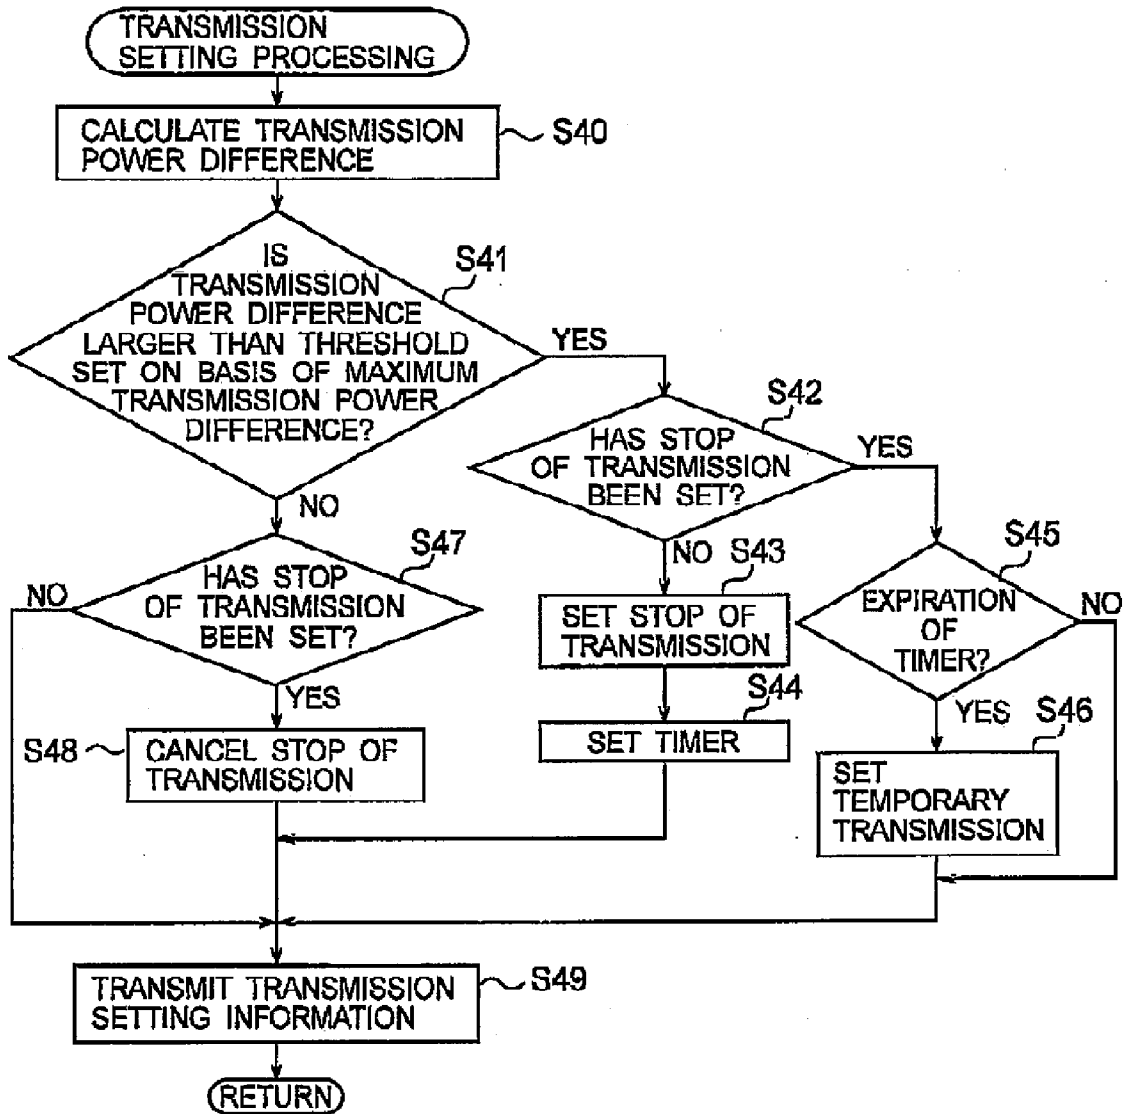 TRANSMISSION
SETTING PROCESSING
CALCULATE TRANSMISSION
POWER DIFFERENCE
S40
IS
TRANSMISSION
POWER DIFFERENCE
LARGER THAN THRESHOLD
SET ON BASIS OF MAXIMUM
TRANSMISSION POWER
DIFFERENCE?
S41
YES
NO
HAS STOP
OF TRANSMISSION
BEEN SET?
S42
YES
NO
S43
SET STOP OF
TRANSMISSION
S44
SET TIMER
S45
EXPIRATION
OF
TIMER?
NO
YES
S46
SET
TEMPORARY
TRANSMISSION
S47
HAS STOP
OF TRANSMISSION
BEEN SET?
NO
YES
S48
CANCEL STOP OF
TRANSMISSION
TRANSMIT TRANSMISSION
SETTING INFORMATION
S49
RETURN